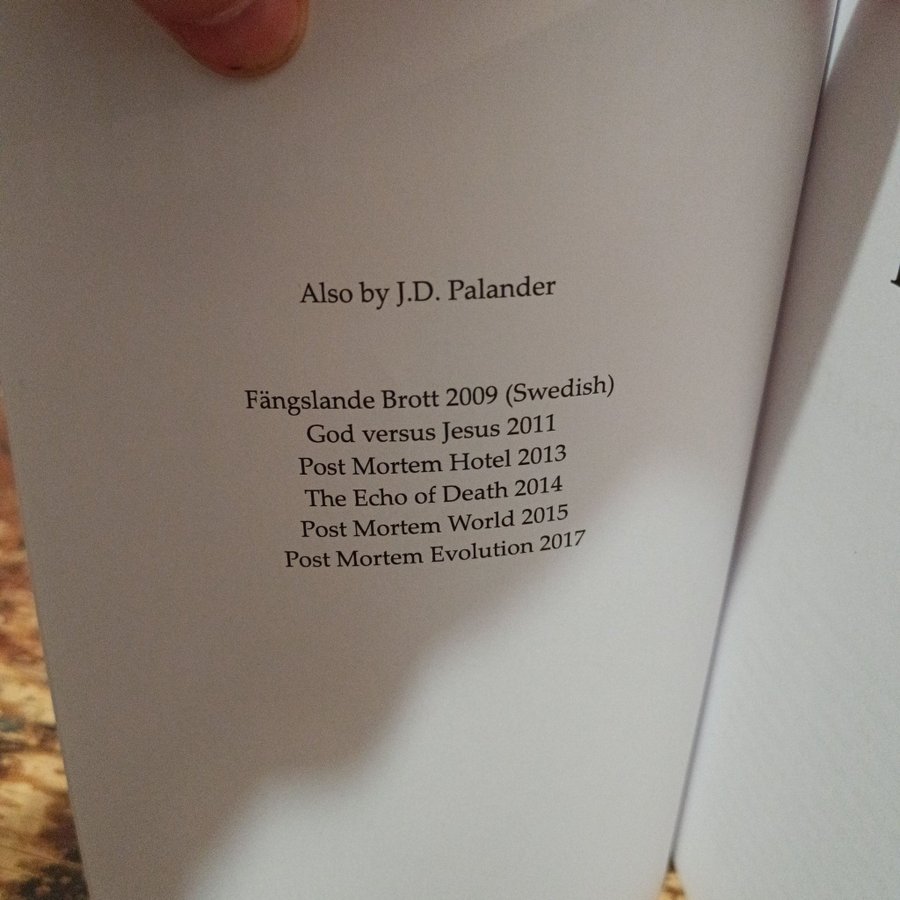 Also by J.D. Palander
Fängslande Brott 2009 (Swedish)
God versus Jesus 2011
Post Mortem Hotel 2013
The Echo of Death 2014
Post Mortem World 2015
Post Mortem Evolution 2017